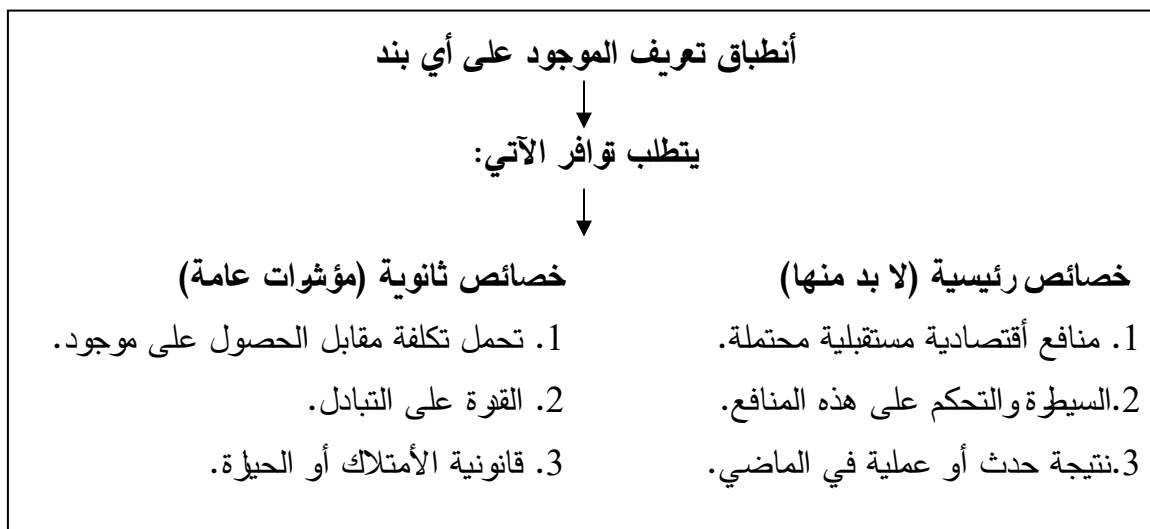 أنطباق تعريف الموجود على أي بند
يتطلب توافر الآتي:
خصائص رئيسية (لا بد منها)
1. منافع أقتصادية مستقبلية محتملة.
2.السيطرة والتحكم على هذه المنافع.
3.نتيجة حدث أو عملية في الماضي.
خصائص ثانوية (مؤشرات عامة)
1. تحمل تكلفة مقابل الحصول على موجود.
2. القدرة على التبادل.
3. قانونية الأمتلاك أو الحيازة.